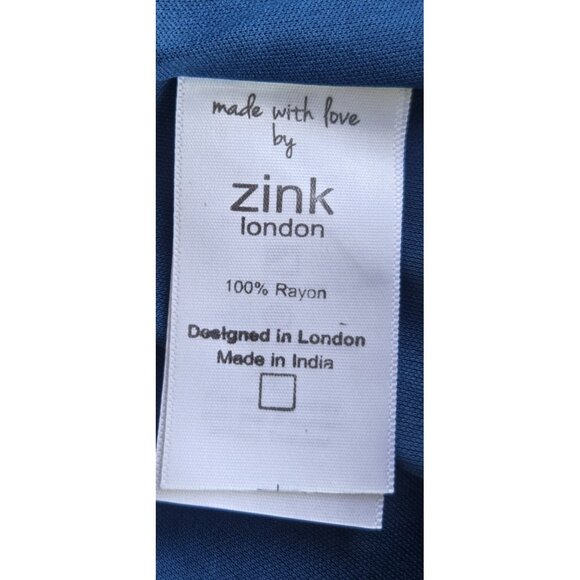 made with love
by
zink
london
100% Rayon
Designed in London
Made in India